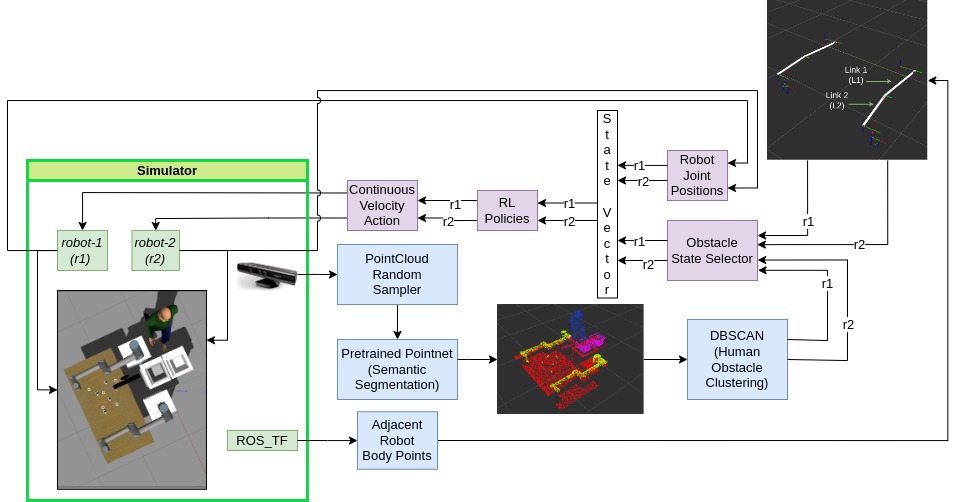 Link 1
(L1)
Link 2
(L2)
Simulator
S
t
a
t
e
V
e
c
t
o
r
r1
r2
Robot
Joint
Positions
Continuous
Velocity
Action
r1
r2
RL
Policies
r1
r2
r1
r2
Obstacle
State Selector
r1
r2
robot-1
(r1)
robot-2
(r2)
PointCloud
Random
Sampler
r1
r2
Pretrained Pointnet
(Semantic
Segmentation)
DBSCAN
(Human
Obstacle
Clustering)
ROS_TF
Adjacent
Robot
Body Points